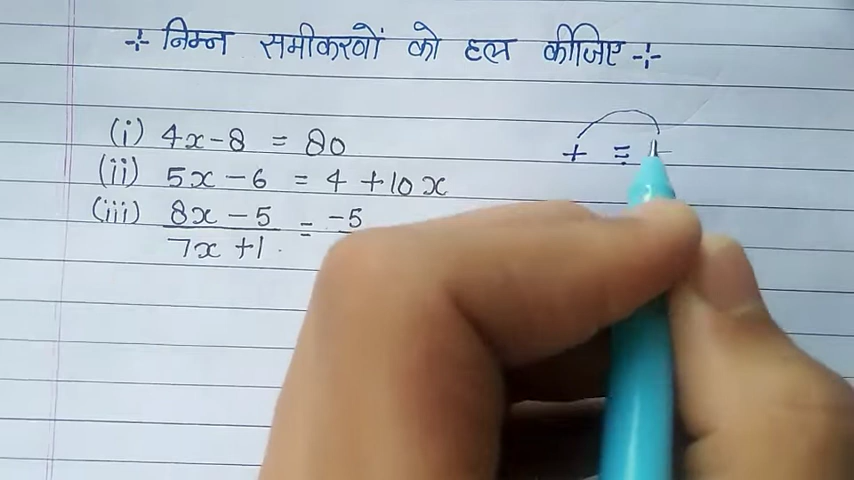 ÷ निम्न समीकरणों को हल कीजिए ÷
(i) 4x-8 = 80
(ii) 5x - 6 = 4 + 10x
(iii) 8x - 5 = -5
7x + 1
+ =